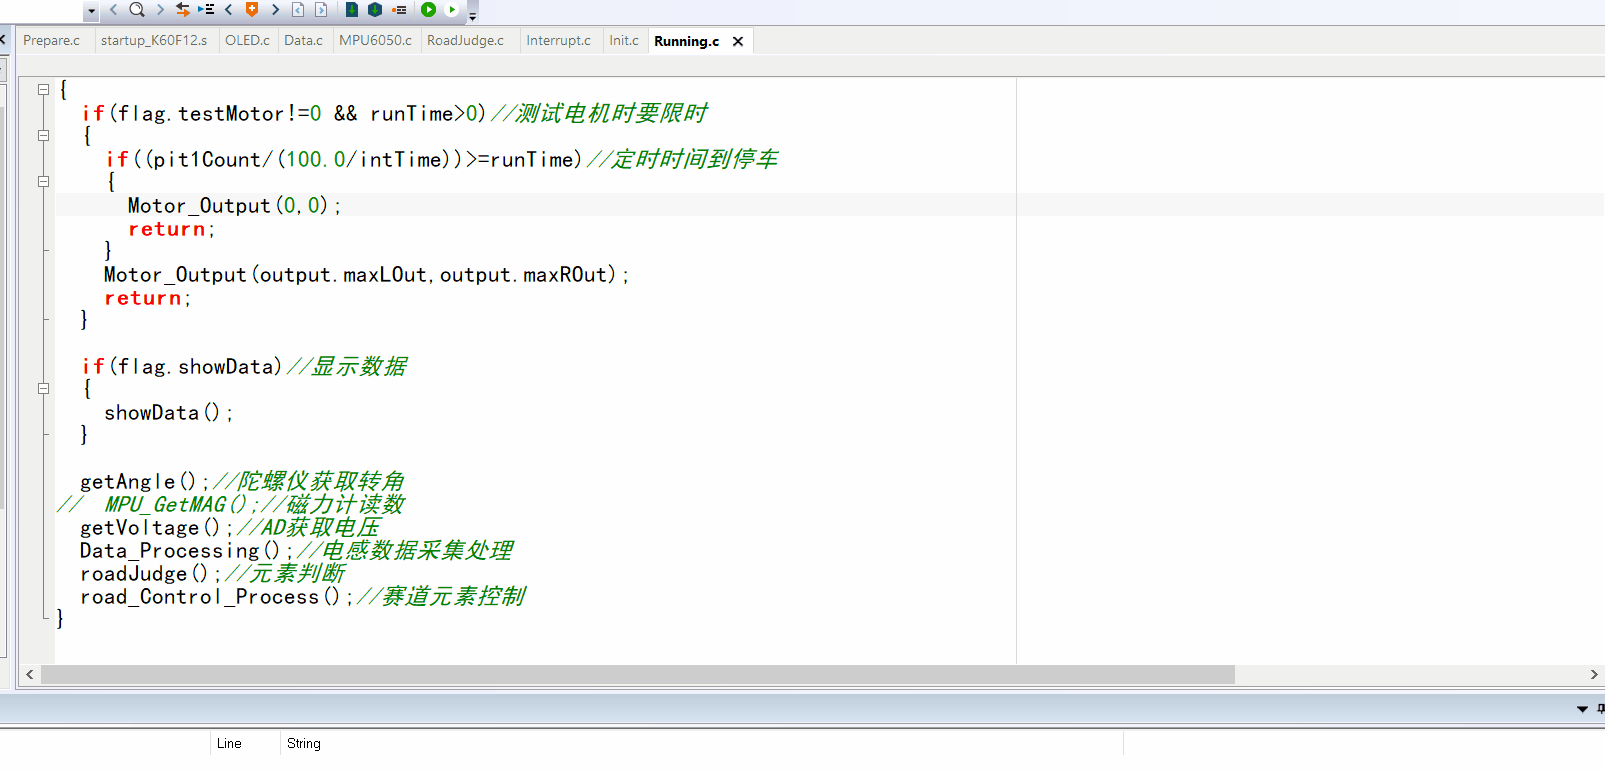 Prepare.c startup_K60F12.s OLED.c Data.c MPU6050.c RoadJudge.c Interrupt.c Init.c Running.c
{
if(flag.testMotor!=0 && runTime>0)//测试电机时要限时
{
if((pit1Count/(100.0/intTime))>=runTime)//定时时间到停车
{
Motor_Output(0,0);
return;
}
Motor_Output(output.maxLOut,output.maxROut);
return;
}
if(flag.showData)//显示数据
{
showData();
}
getAngle();//陀螺仪获取转角
// MPU_GetMAG();//磁力计读数
getVoltage();//AD获取电压
Data_Processing();//电感数据采集处理
roadJudge();//元素判断
road_Control_Process();//赛道元素控制
}
Line String